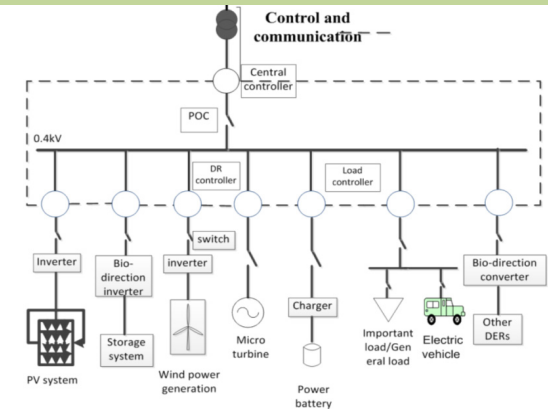 Control and
communication
Central
controller
POC
0.4kV
DR
controller
Load
controller
switch
Inverter
Bio-
direction
inverter
inverter
Bio-direction
converter
Charger
Storage
system
Micro
turbine
Important
load/Gen
eral load
Electric
vehicle
Other
DERs
PV system
Wind power
generation
Power
battery